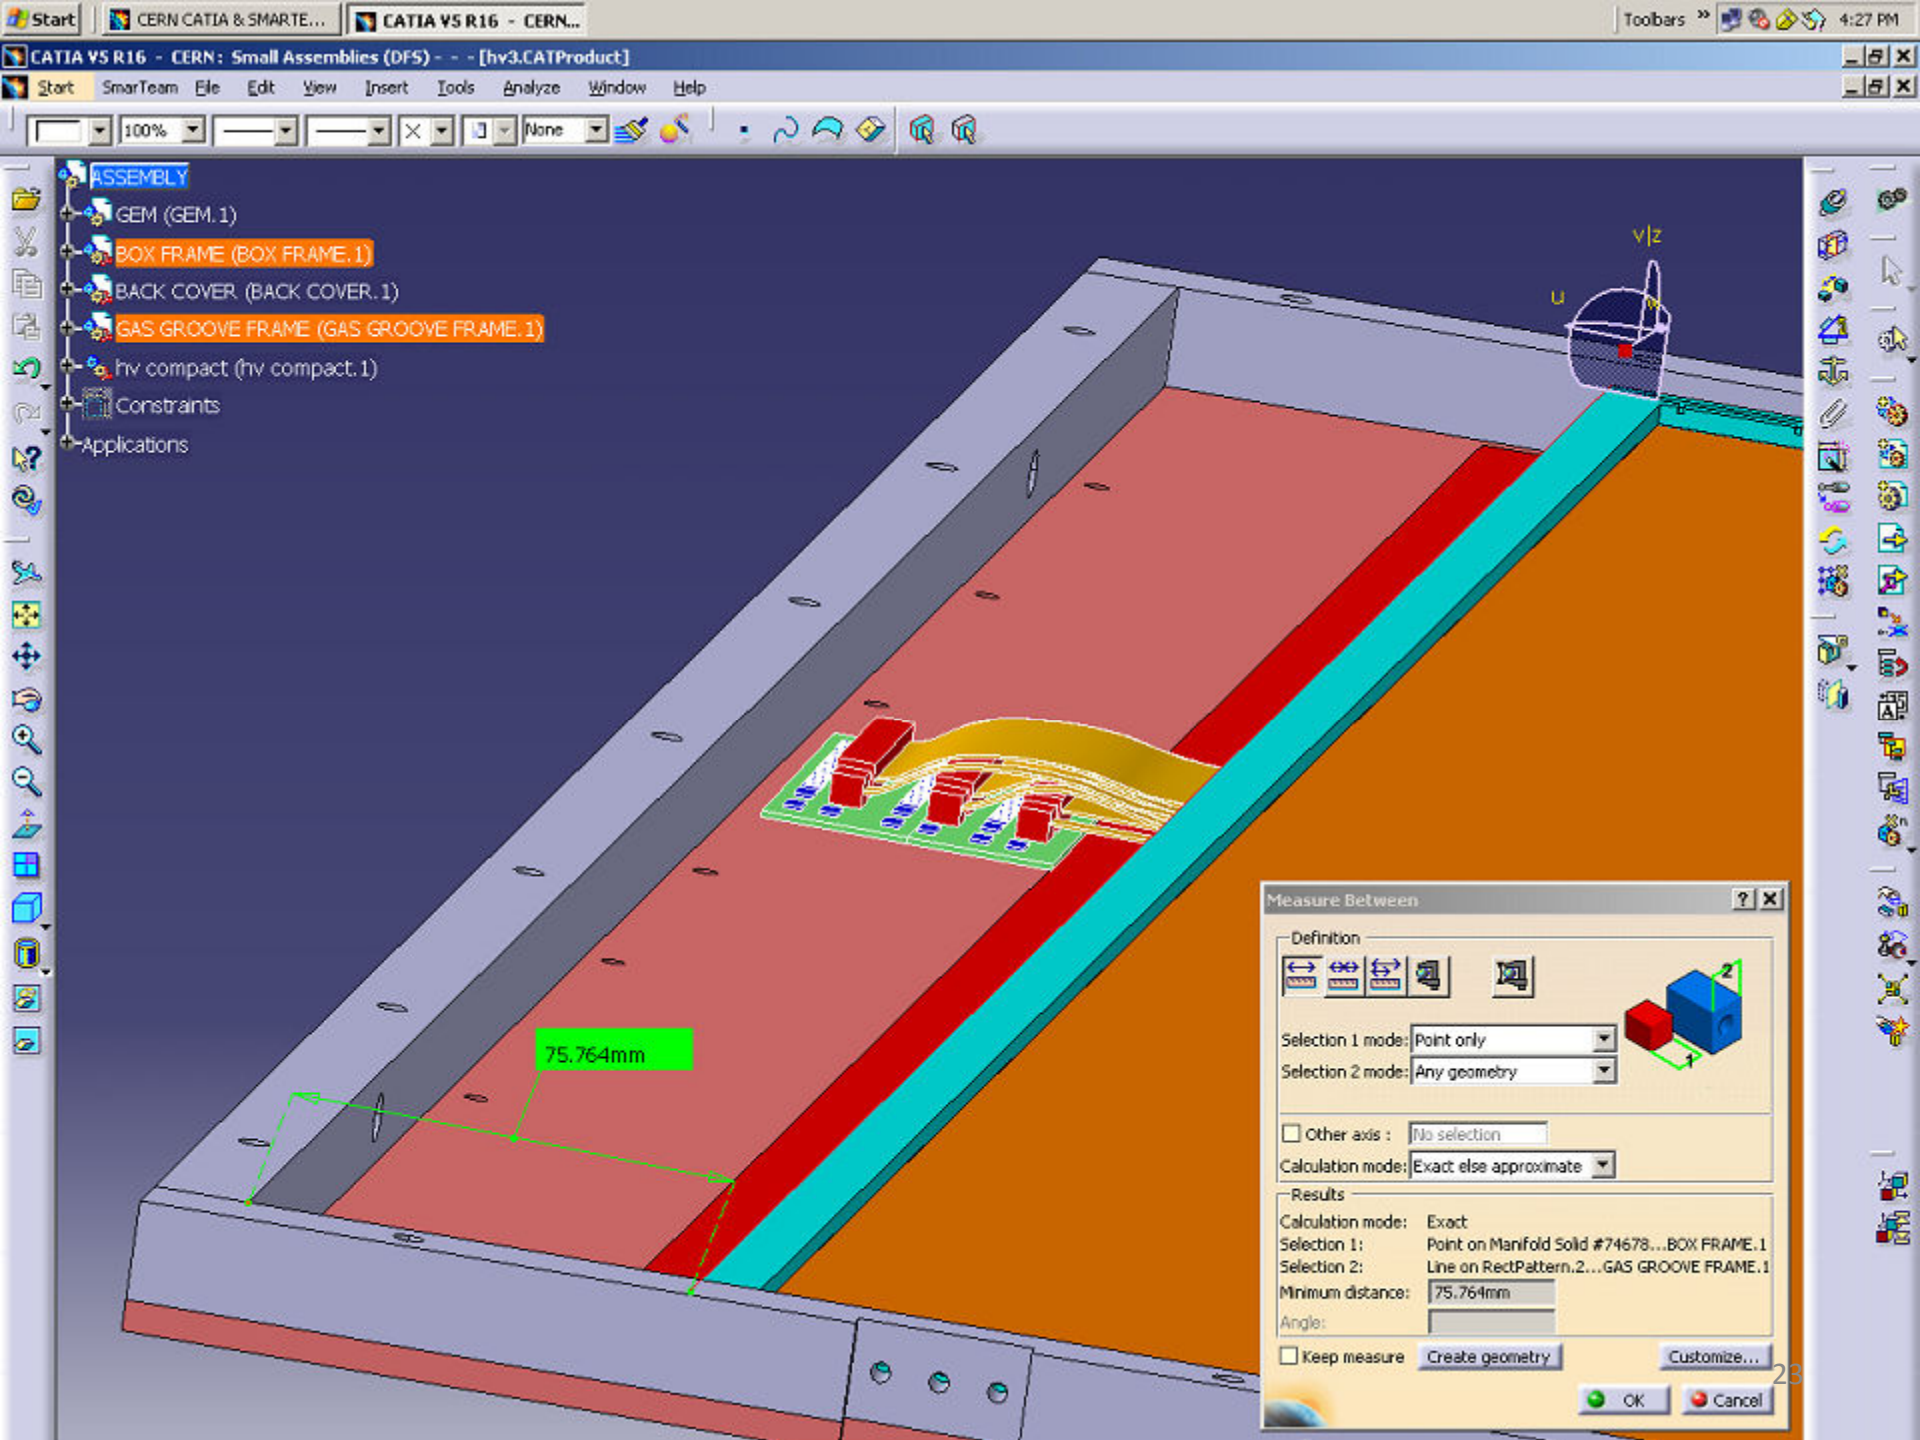 Start
CERN CATIA & SMARTE...
CATIA V5 R16 - CERN...
Toolbars »
4:27 PM
CATIA V5 R16 - CERN: Small Assemblies (DFS) - - - [hv3.CATProduct]
Start SmarTeam File Edit View Insert Tools Analyze Window Help
100%
None
ASSEMBLY
GEM (GEM.1)
BOX FRAME (BOX FRAME.1)
BACK COVER (BACK COVER.1)
GAS GROOVE FRAME (GAS GROOVE FRAME.1)
hv compact (hv compact.1)
Constraints
Applications
v|z
u
75.764mm
Measure Between
Definition
2
1
Selection 1 mode: Point only
Selection 2 mode: Any geometry
Other axis : No selection
Calculation mode: Exact else approximate
Results
Calculation mode: Exact
Selection 1: Point on Manifold Solid #74678...BOX FRAME.1
Selection 2: Line on RectPattern.2...GAS GROOVE FRAME.1
Minimum distance: 75.764mm
Angle:
Keep measure Create geometry Customize...
23
OK Cancel